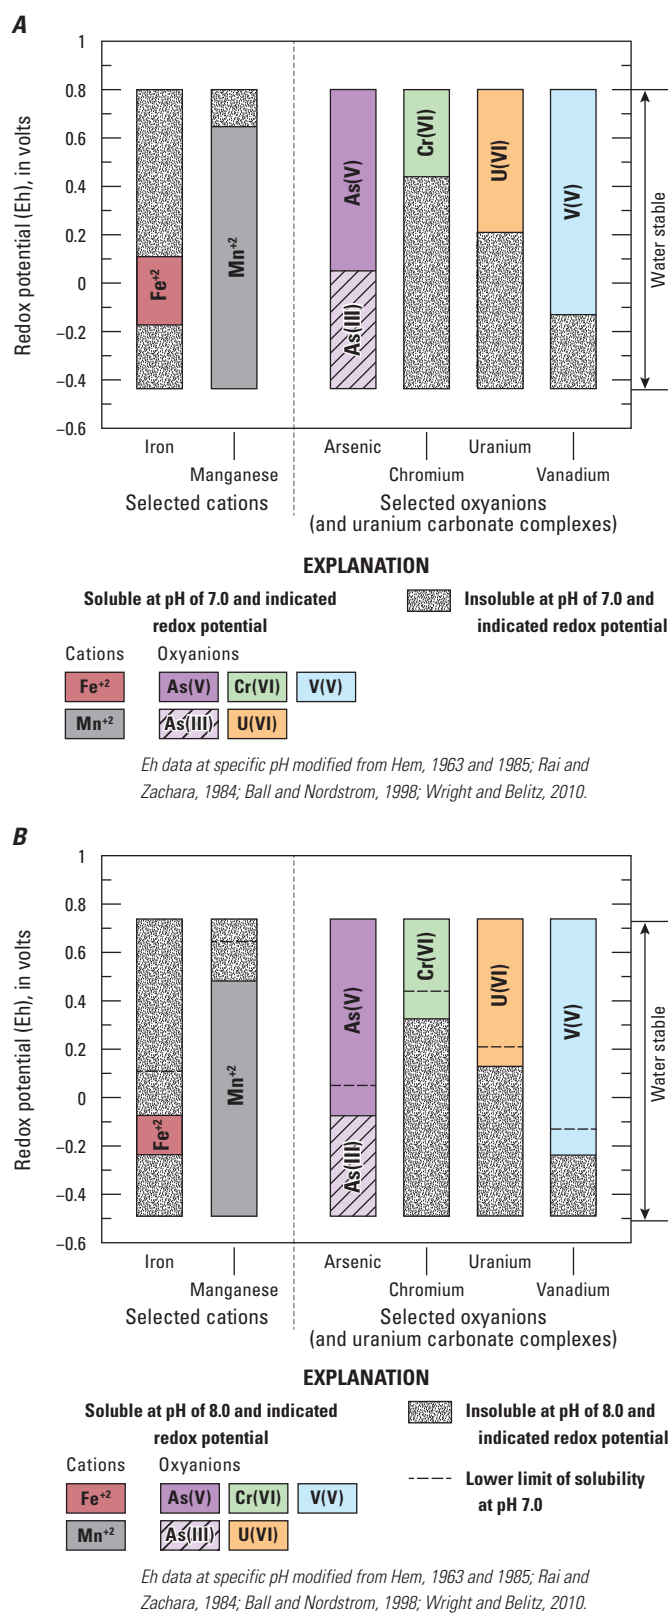 A
1
0.8
0.6
0.4
0.2
0
−0.2
−0.4
−0.6
Redox potential (Eh), in volts
Fe+2
Mn+2
As(V)
As(III)
Cr(VI)
U(VI)
V(V)
Water stable
Iron
Manganese
Arsenic
Chromium
Uranium
Vanadium
Selected cations
Selected oxyanions
(and uranium carbonate complexes)
EXPLANATION
Soluble at pH of 7.0 and indicated
redox potential
Insoluble at pH of 7.0 and
indicated redox potential
Cations
Oxyanions
Fe+2
As(V)
Cr(VI)
V(V)
Mn+2
As(III)
U(VI)
Eh data at specific pH modified from Hem, 1963 and 1985; Rai and
Zachara, 1984; Ball and Nordstrom, 1998; Wright and Belitz, 2010.
B
1
0.8
0.6
0.4
0.2
0
−0.2
−0.4
−0.6
Redox potential (Eh), in volts
Fe+2
Mn+2
As(V)
As(III)
Cr(VI)
U(VI)
V(V)
Water stable
Iron
Manganese
Arsenic
Chromium
Uranium
Vanadium
Selected cations
Selected oxyanions
(and uranium carbonate complexes)
EXPLANATION
Soluble at pH of 8.0 and indicated
redox potential
Insoluble at pH of 8.0 and
indicated redox potential
Cations
Oxyanions
Lower limit of solubility
at pH 7.0
Fe+2
As(V)
Cr(VI)
V(V)
Mn+2
As(III)
U(VI)
Eh data at specific pH modified from Hem, 1963 and 1985; Rai and
Zachara, 1984; Ball and Nordstrom, 1998; Wright and Belitz, 2010.